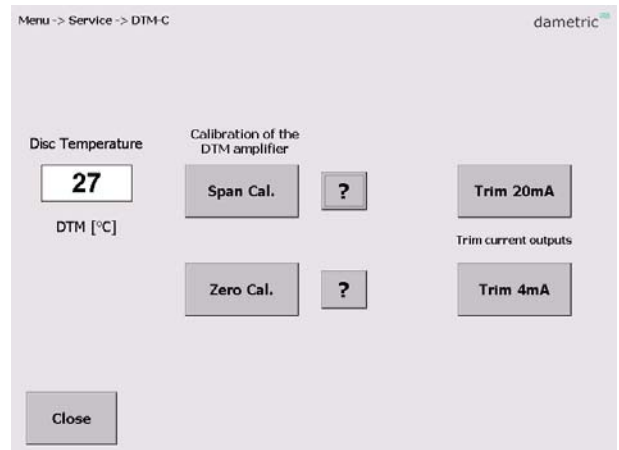 Menu -> Service -> DTM-C
dametric
Disc Temperature
27
DTM [°C]
Calibration of the
DTM amplifier
Span Cal.
?
Zero Cal.
?
Trim 20mA
Trim current outputs
Trim 4mA
Close